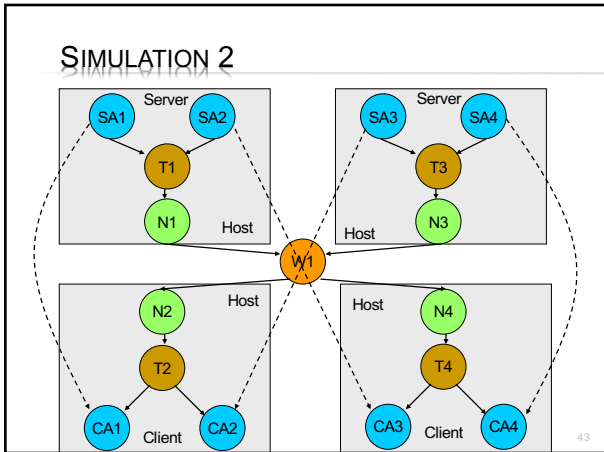 SIMULATION 2
Server
Server
SA1
SA2
SA3
SA4
T1
T3
N1
N3
Host
Host
W1
Host
Host
N2
N4
T2
T4
CA1
CA2
CA3
CA4
Client
Client
43